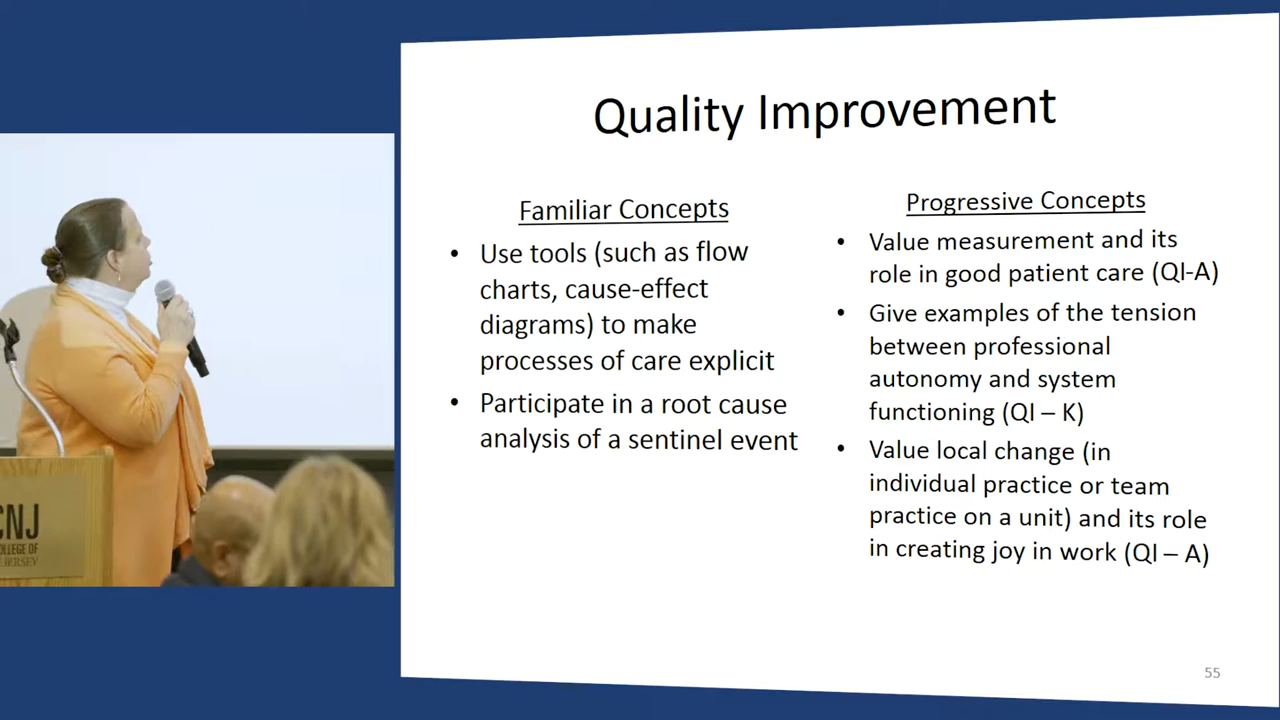 Quality Improvement
Familiar Concepts
• Use tools (such as flow
charts, cause-effect
diagrams) to make
processes of care explicit
• Participate in a root cause
analysis of a sentinel event
Progressive Concepts
• Value measurement and its
role in good patient care (QI-A)
• Give examples of the tension
between professional
autonomy and system
functioning (QI – K)
• Value local change (in
individual practice or team
practice on a unit) and its role
in creating joy in work (QI – A)
55
CNJ
OLLEGE OF
ERSEY